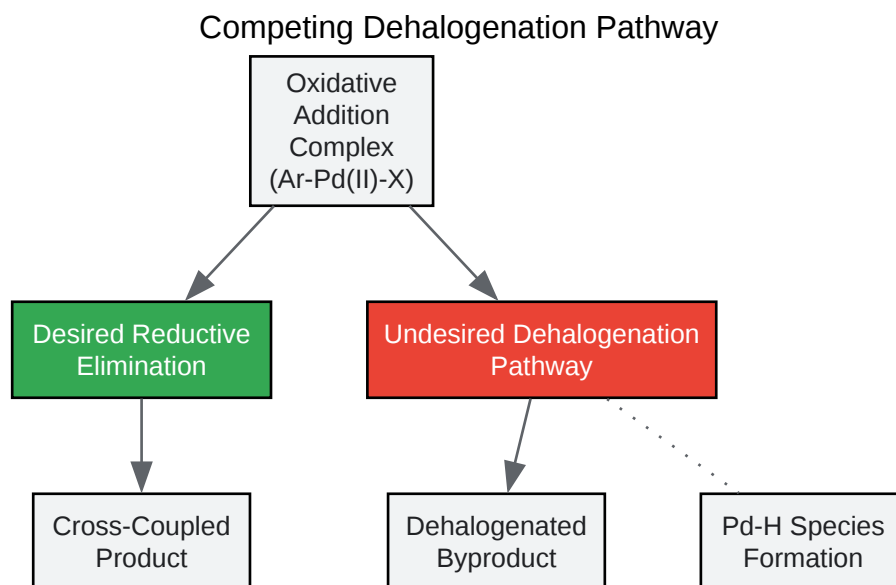 Competing Dehalogenation Pathway
Oxidative
Addition
Complex
(Ar-Pd(II)-X)
Desired Reductive
Elimination
Undesired Dehalogenation
Pathway
Cross-Coupled
Product
Dehalogenated
Byproduct
Pd-H Species
Formation